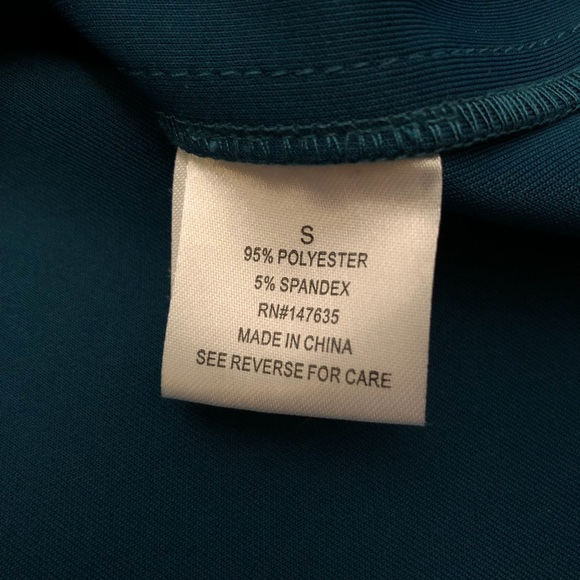 S
95% POLYESTER
5% SPANDEX
RN#147635
MADE IN CHINA
SEE REVERSE FOR CARE